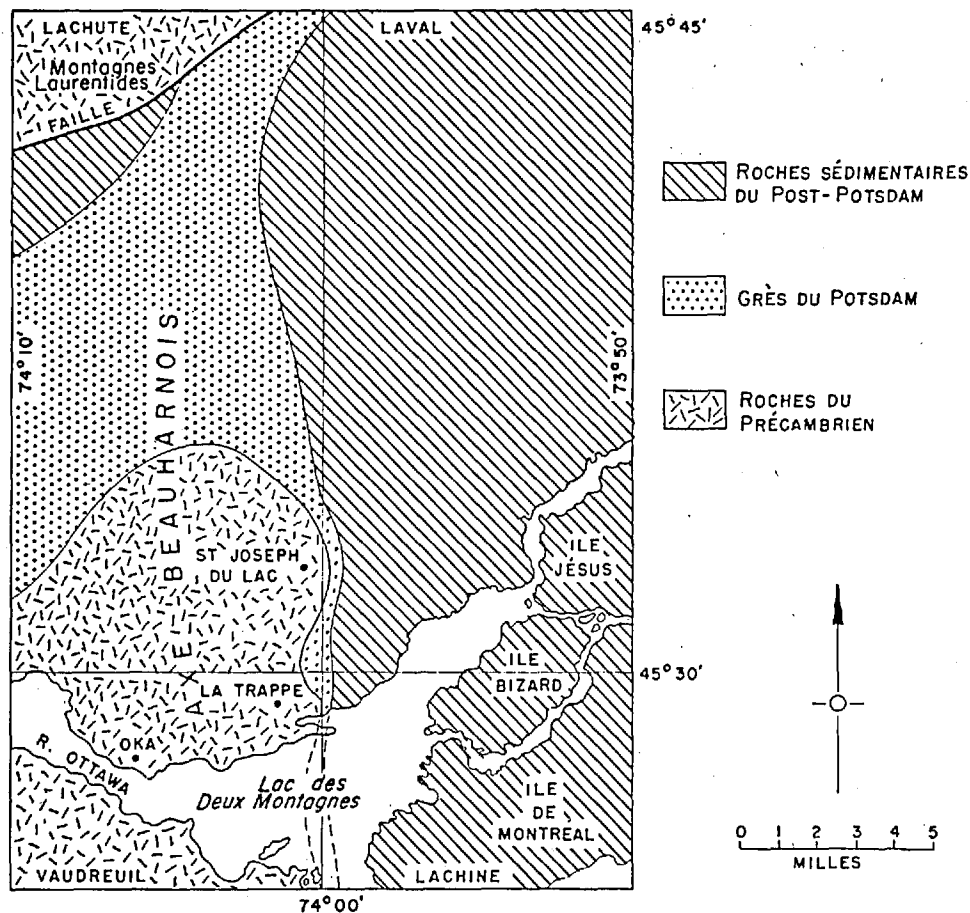 LACHUTE
Montagnes
Laurentides
FAILLE
LAVAL
45°45'
ROCHES SÉDIMENTAIRES
DU POST-POTSDAM
GRÈS DU POTSDAM
ROCHES DU
PRÉCAMBRIEN
74°10'
73°50'
AXE BEAUHARNOIS
ST JOSEPH
DU LAC
ILE
JÉSUS
ILE
BIZARD
45°30'
LA TRAPPE
OKA
R. OTTAWA
Lac des
Deux Montagnes
ILE
DE
MONTRÉAL
VAUDREUIL
LACHINE
74°00'
0 1 2 3 4 5
MILLES